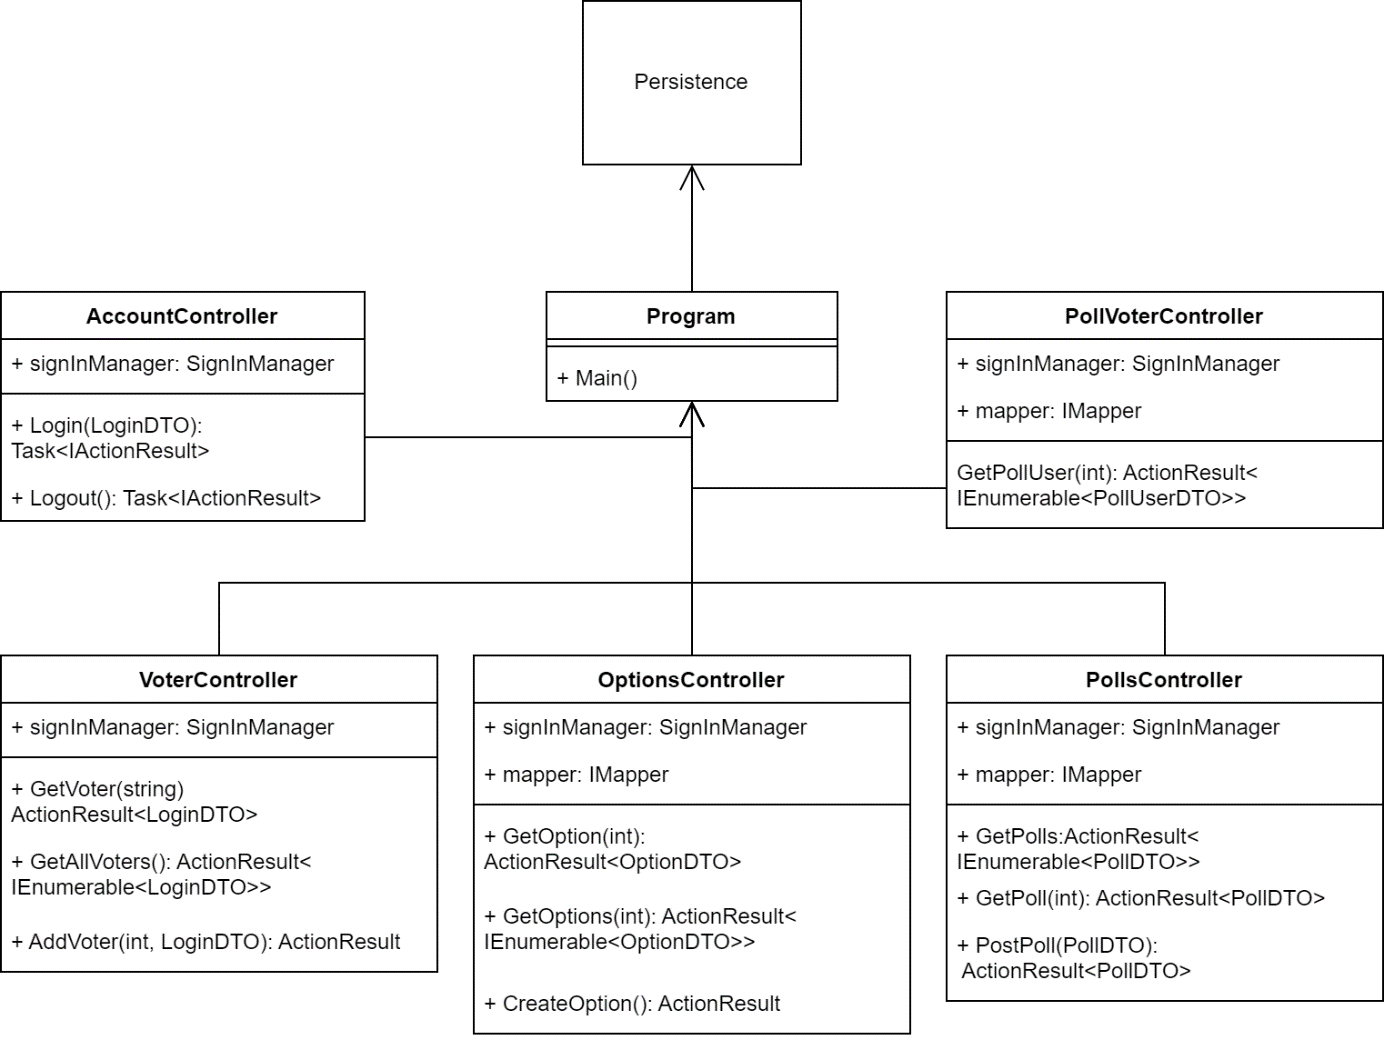 Persistence
AccountController
+ signInManager: SignInManager
+ Login(LoginDTO):
Task<IActionResult>
+ Logout(): Task<IActionResult>
Program
+ Main()
PollVoterController
+ signInManager: SignInManager
+ mapper: IMapper
GetPollUser(int): ActionResult<
IEnumerable<PollUserDTO>>
VoterController
+ signInManager: SignInManager
+ GetVoter(string)
ActionResult<LoginDTO>
+ GetAllVoters(): ActionResult<
IEnumerable<LoginDTO>>
+ AddVoter(int, LoginDTO): ActionResult
OptionsController
+ signInManager: SignInManager
+ mapper: IMapper
+ GetOption(int):
ActionResult<OptionDTO>
+ GetOptions(int): ActionResult<
IEnumerable<OptionDTO>>
+ CreateOption(): ActionResult
PollsController
+ signInManager: SignInManager
+ mapper: IMapper
+ GetPolls:ActionResult<
IEnumerable<PollDTO>>
+ GetPoll(int): ActionResult<PollDTO>
+ PostPoll(PollDTO):
ActionResult<PollDTO>